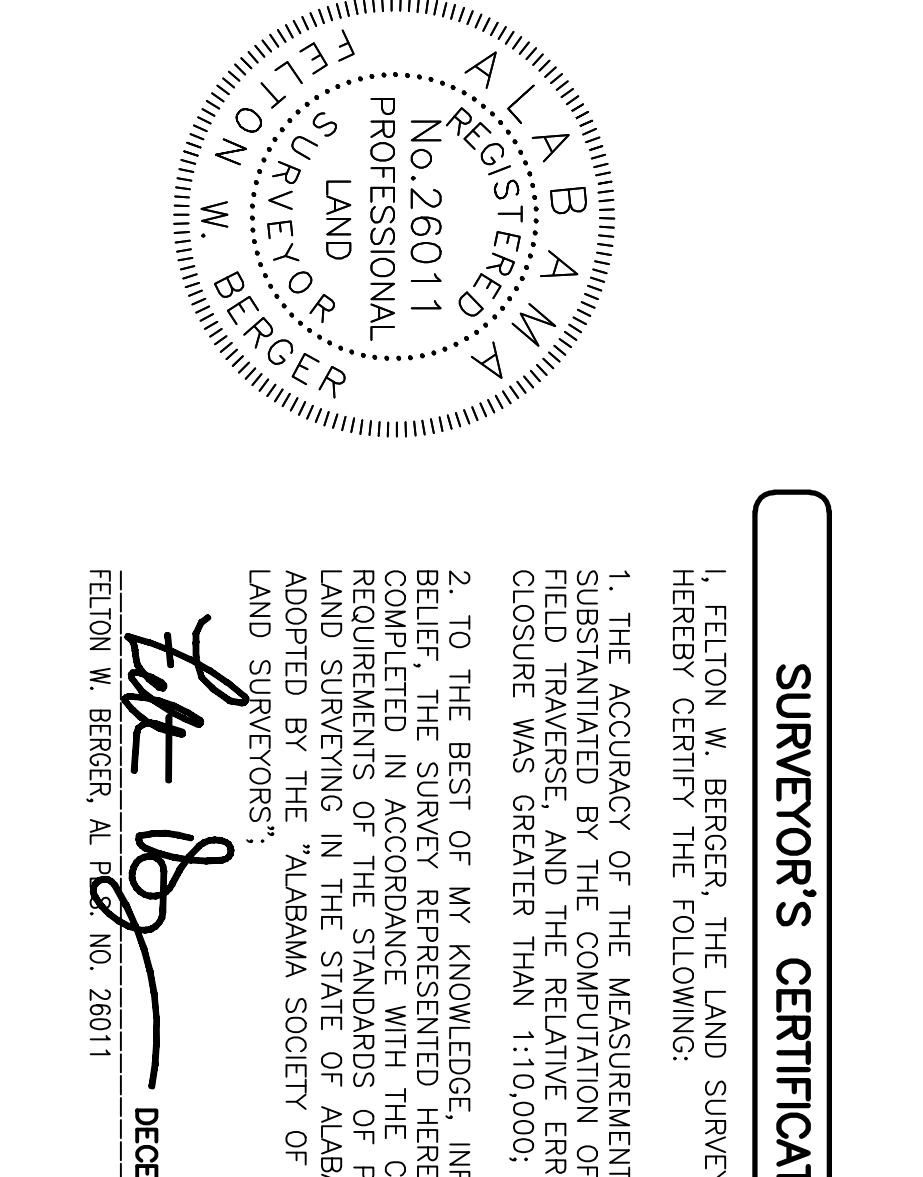 ALABAMA
REGISTERED
No.26011
PROFESSIONAL
LAND
SURVEYOR
FELTON W. BERGER
SURVEYOR'S CERTIFICAT
I, FELTON W. BERGER, THE LAND SURVEY
HEREBY CERTIFY THE FOLLOWING:
1. THE ACCURACY OF THE MEASUREMENT
SUBSTANTIATED BY THE COMPUTATION OF
FIELD TRAVERSE, AND THE RELATIVE ERR
CLOSURE WAS GREATER THAN 1:10,000;
2. TO THE BEST OF MY KNOWLEDGE, INF
BELIEF, THE SURVEY REPRESENTED HERE
COMPLETED IN ACCORDANCE WITH THE C
REQUIREMENTS OF THE STANDARDS OF P
LAND SURVEYING IN THE STATE OF ALAB
ADOPTED BY THE "ALABAMA SOCIETY OF
LAND SURVEYORS";
DECE
FELTON W. BERGER, AL PLS. NO. 26011